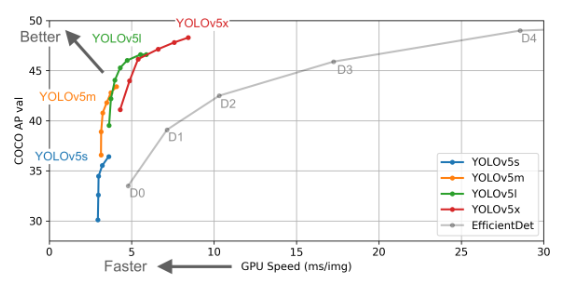 50
45
40
35
30
COCO AP val
Better
YOLOv5l
YOLOv5x
YOLOv5m
YOLOv5s
D0
D1
D2
D3
D4
YOLOv5s
YOLOv5m
YOLOv5l
YOLOv5x
EfficientDet
0 5 10 15 20 25 30
Faster GPU Speed (ms/img)